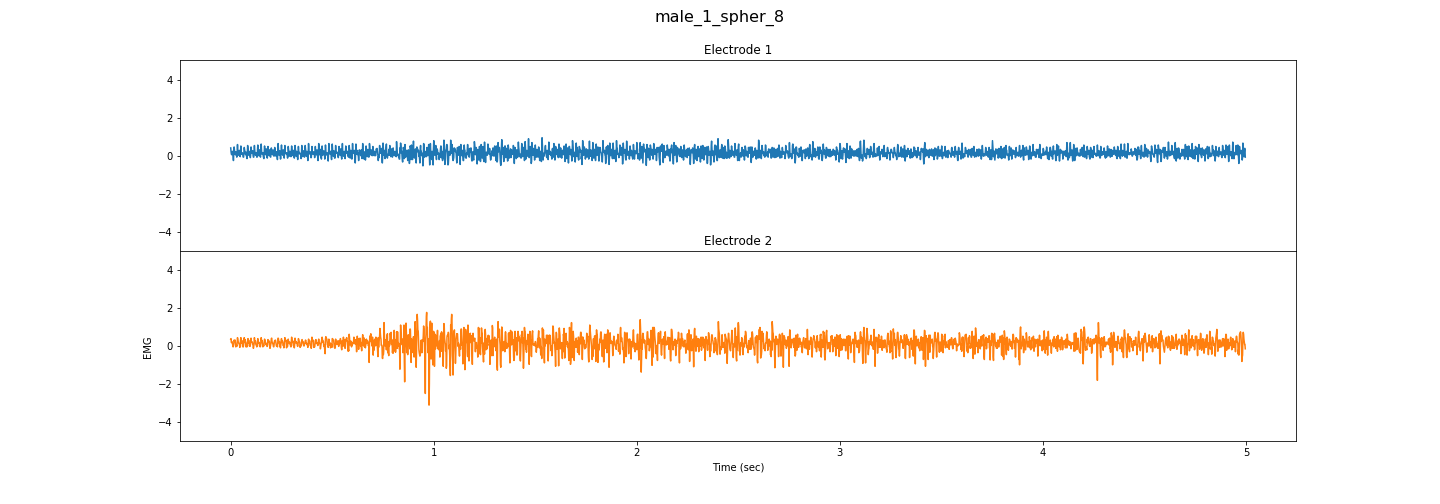 male_1_spher_8
Electrode 1
4
2
0
−2
−4
Electrode 2
4
2
0
−2
−4
EMG
0 1 2 3 4 5
Time (sec)